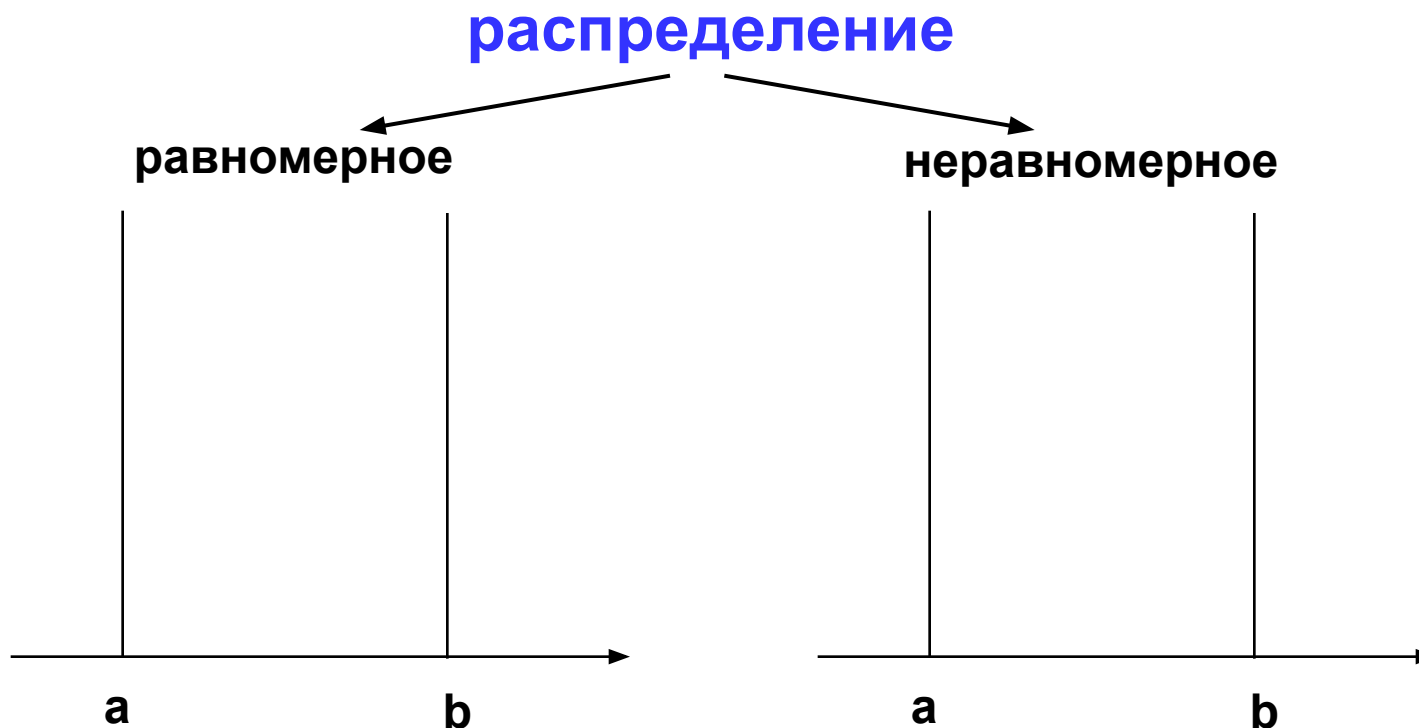 распределение
равномерное неравномерное
a b a b